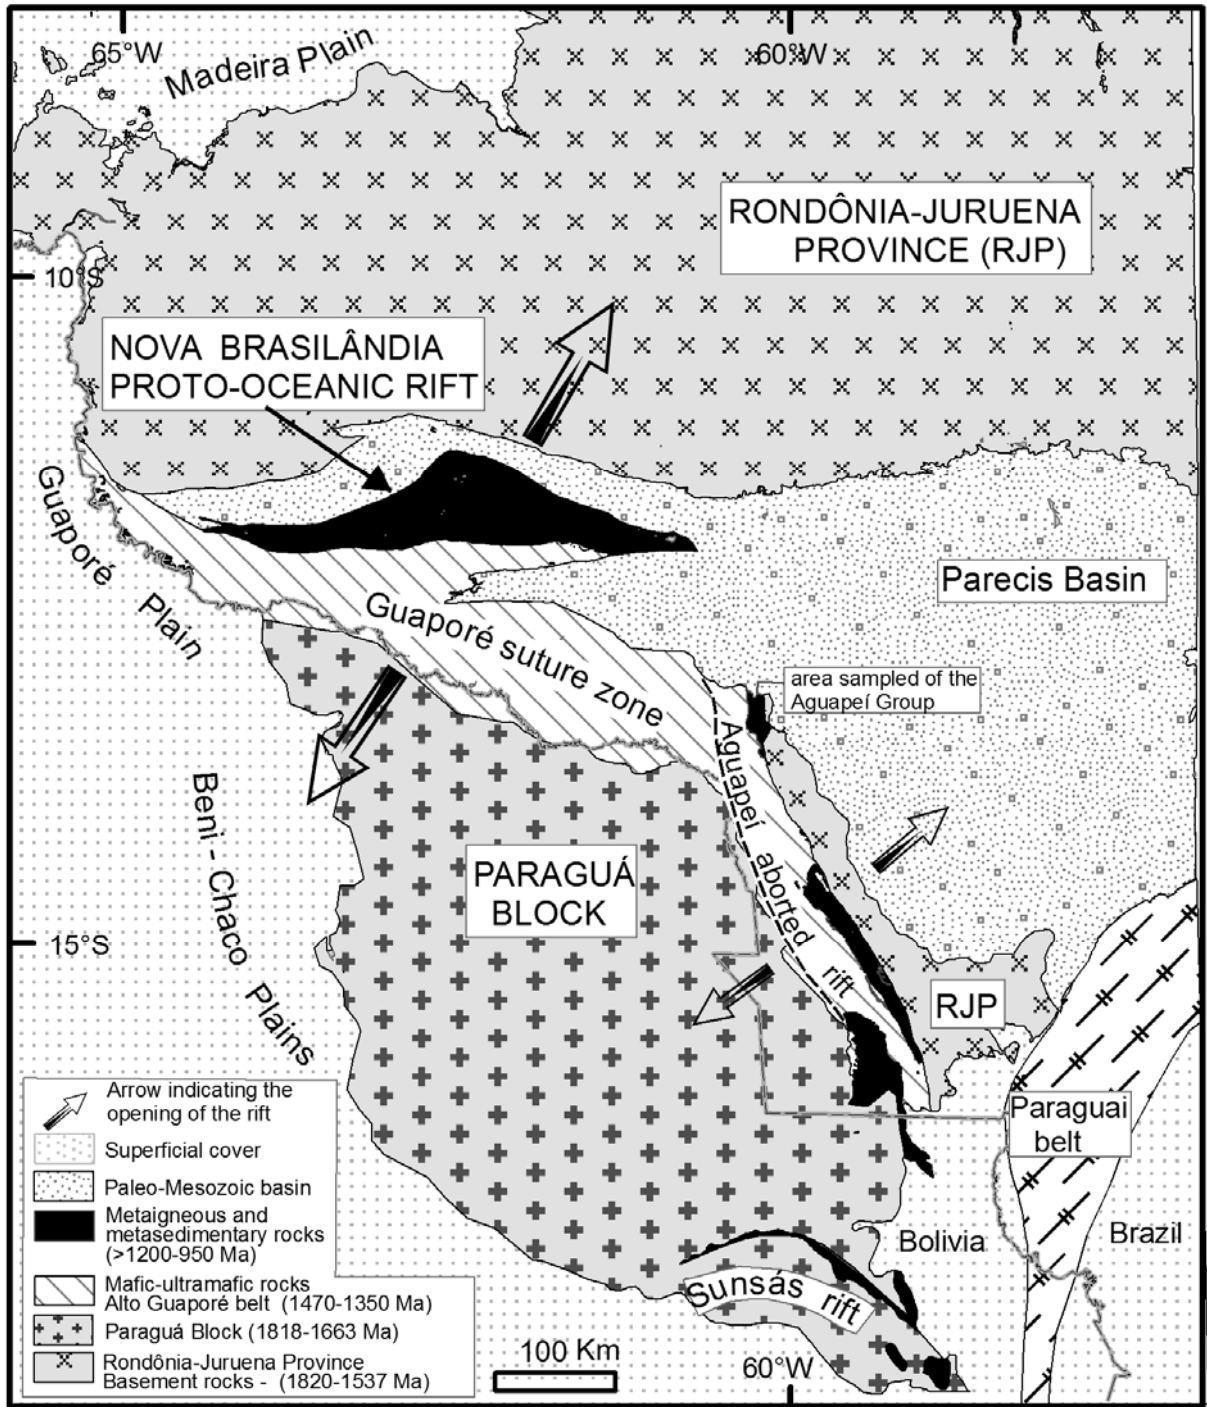 65°W
60°W
Madeira Plain
RONDÔNIA-JURUENA
PROVINCE (RJP)
10°S
NOVA BRASILÂNDIA
PROTO-OCEANIC RIFT
Guaporé
Plain
Parecis Basin
Guaporé suture zone
area sampled of the
Aguapeí Group
Aguapeí aborted rift
Beni - Chaco
Plains
PARAGUÁ
BLOCK
15°S
RJP
Paraguai
belt
Bolivia
Brazil
Sunsás rift
Arrow indicating the
opening of the rift
Superficial cover
Paleo-Mesozoic basin
Metaigneous and
metasedimentary rocks
(>1200-950 Ma)
Mafic-ultramafic rocks
Alto Guaporé belt (1470-1350 Ma)
Paraguá Block (1818-1663 Ma)
Rondônia-Juruena Province
Basement rocks - (1820-1537 Ma)
100 Km
60°W